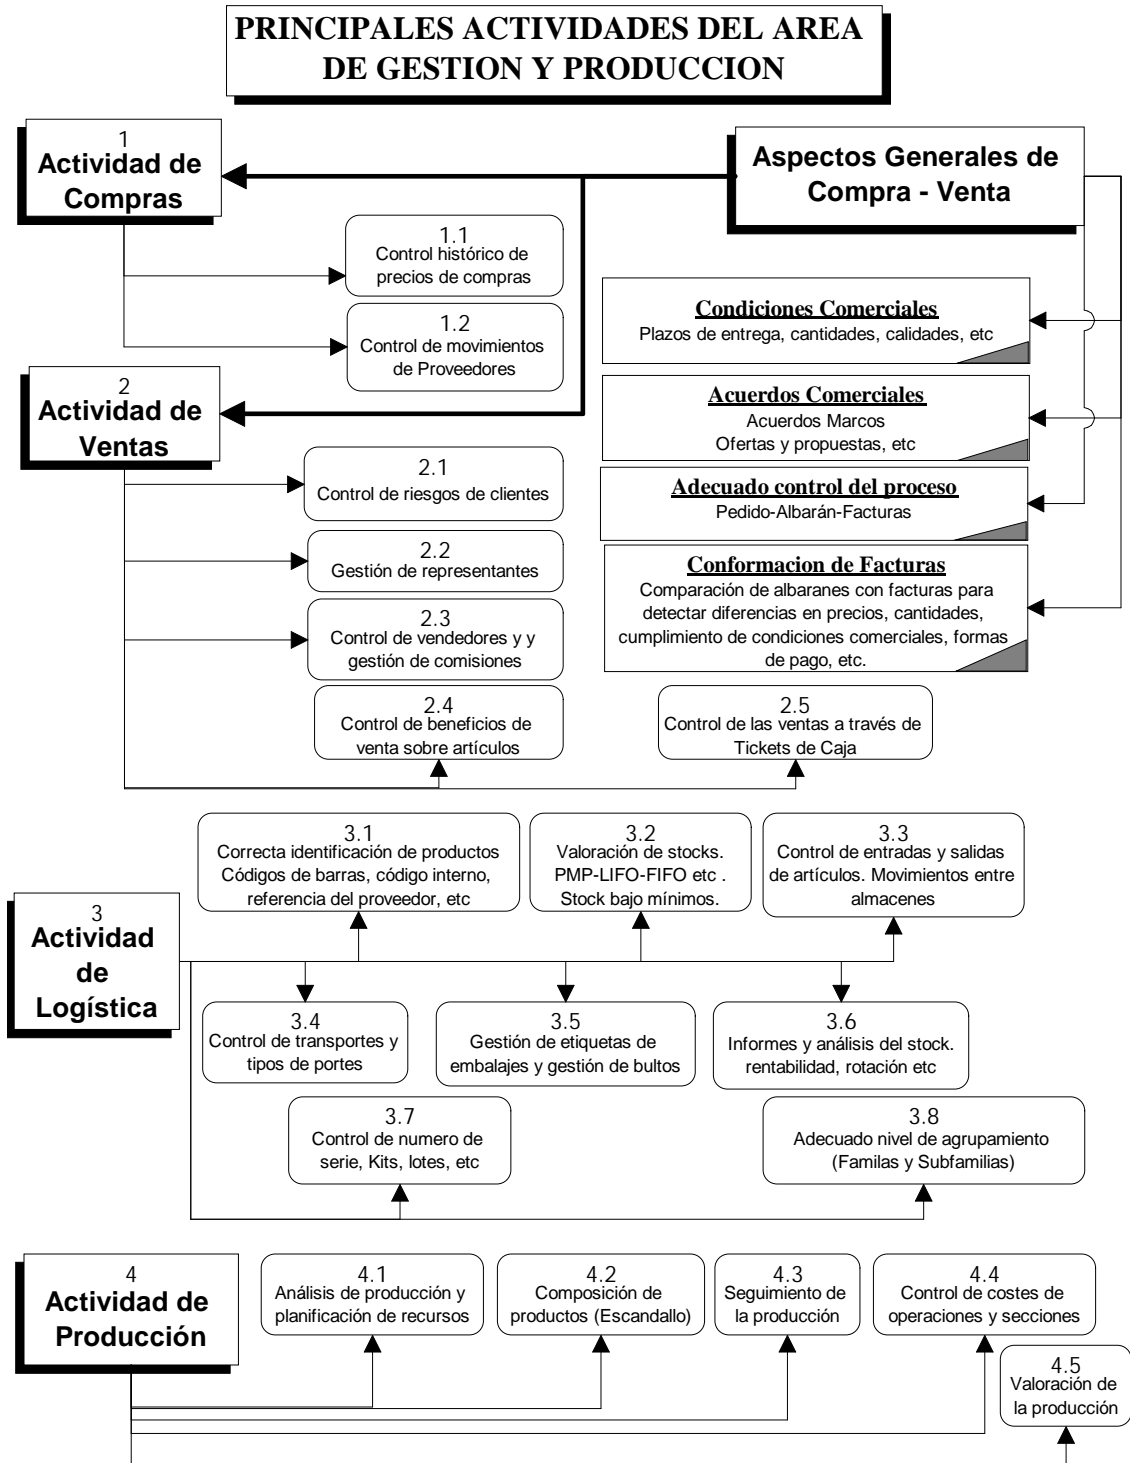 PRINCIPALES ACTIVIDADES DEL AREA
DE GESTION Y PRODUCCION
1
Actividad de
Compras
Aspectos Generales de
Compra - Venta
1.1
Control histórico de
precios de compras
1.2
Control de movimientos
de Proveedores
Condiciones Comerciales
Plazos de entrega, cantidades, calidades, etc
Acuerdos Comerciales
Acuerdos Marcos
Ofertas y propuestas, etc
Adecuado control del proceso
Pedido-Albarán-Facturas
Conformacion de Facturas
Comparación de albaranes con facturas para
detectar diferencias en precios, cantidades,
cumplimiento de condiciones comerciales, formas
de pago, etc.
2
Actividad de
Ventas
2.1
Control de riesgos de clientes
2.2
Gestión de representantes
2.3
Control de vendedores y y
gestión de comisiones
2.4
Control de beneficios de
venta sobre artículos
2.5
Control de las ventas a través de
Tickets de Caja
3
Actividad
de
Logística
3.1
Correcta identificación de productos
Códigos de barras, código interno,
referencia del proveedor, etc
3.2
Valoración de stocks.
PMP-LIFO-FIFO etc .
Stock bajo mínimos.
3.3
Control de entradas y salidas
de artículos. Movimientos entre
almacenes
3.4
Control de transportes y
tipos de portes
3.5
Gestión de etiquetas de
embalajes y gestión de bultos
3.6
Informes y análisis del stock.
rentabilidad, rotación etc
3.7
Control de numero de
serie, Kits, lotes, etc
3.8
Adecuado nivel de agrupamiento
(Familas y Subfamilias)
4
Actividad de
Producción
4.1
Análisis de producción y
planificación de recursos
4.2
Composición de
productos (Escandallo)
4.3
Seguimiento de
la producción
4.4
Control de costes de
operaciones y secciones
4.5
Valoración de
la producción